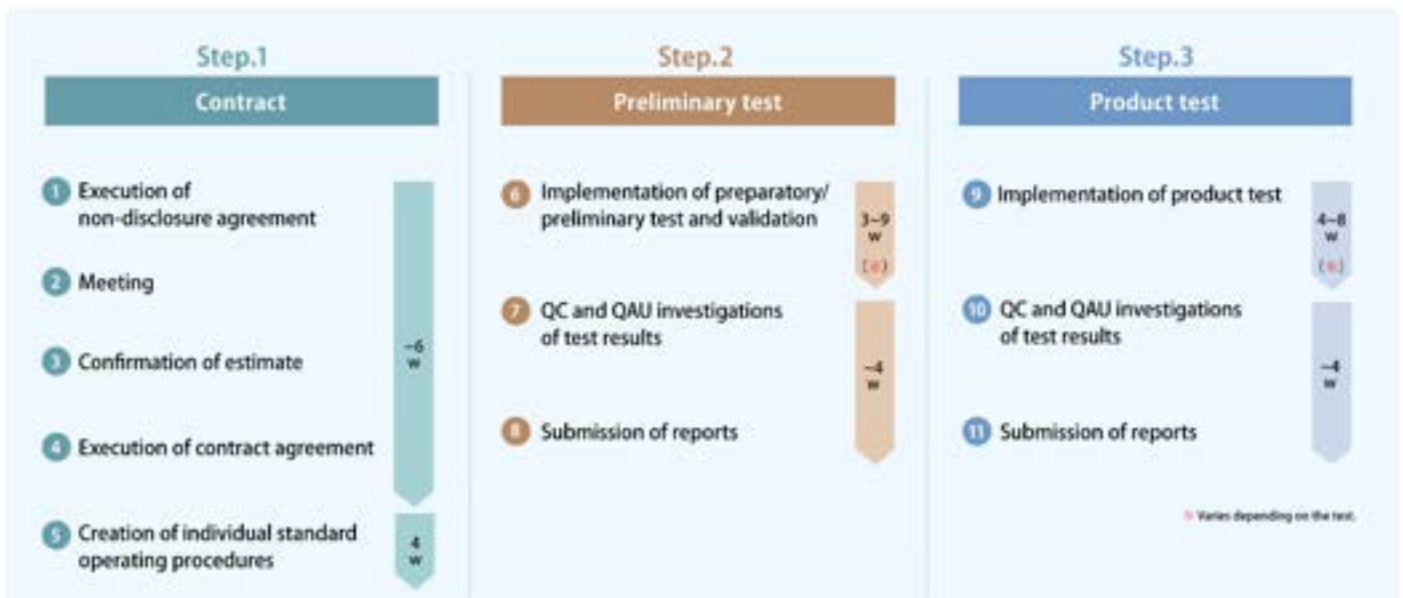 Step.1
Contract
1 Execution of
non-disclosure agreement
2 Meeting
3 Confirmation of estimate
4 Execution of contract agreement
~6
w
5 Creation of individual standard
operating procedures
4
w
Step.2
Preliminary test
6 Implementation of preparatory/
preliminary test and validation
3~9
w
7 QC and QAU investigations
of test results
8 Submission of reports
~4
w
Step.3
Product test
9 Implementation of product test
4~8
w
10 QC and QAU investigations
of test results
11 Submission of reports
~4
w
Varies depending on the test.